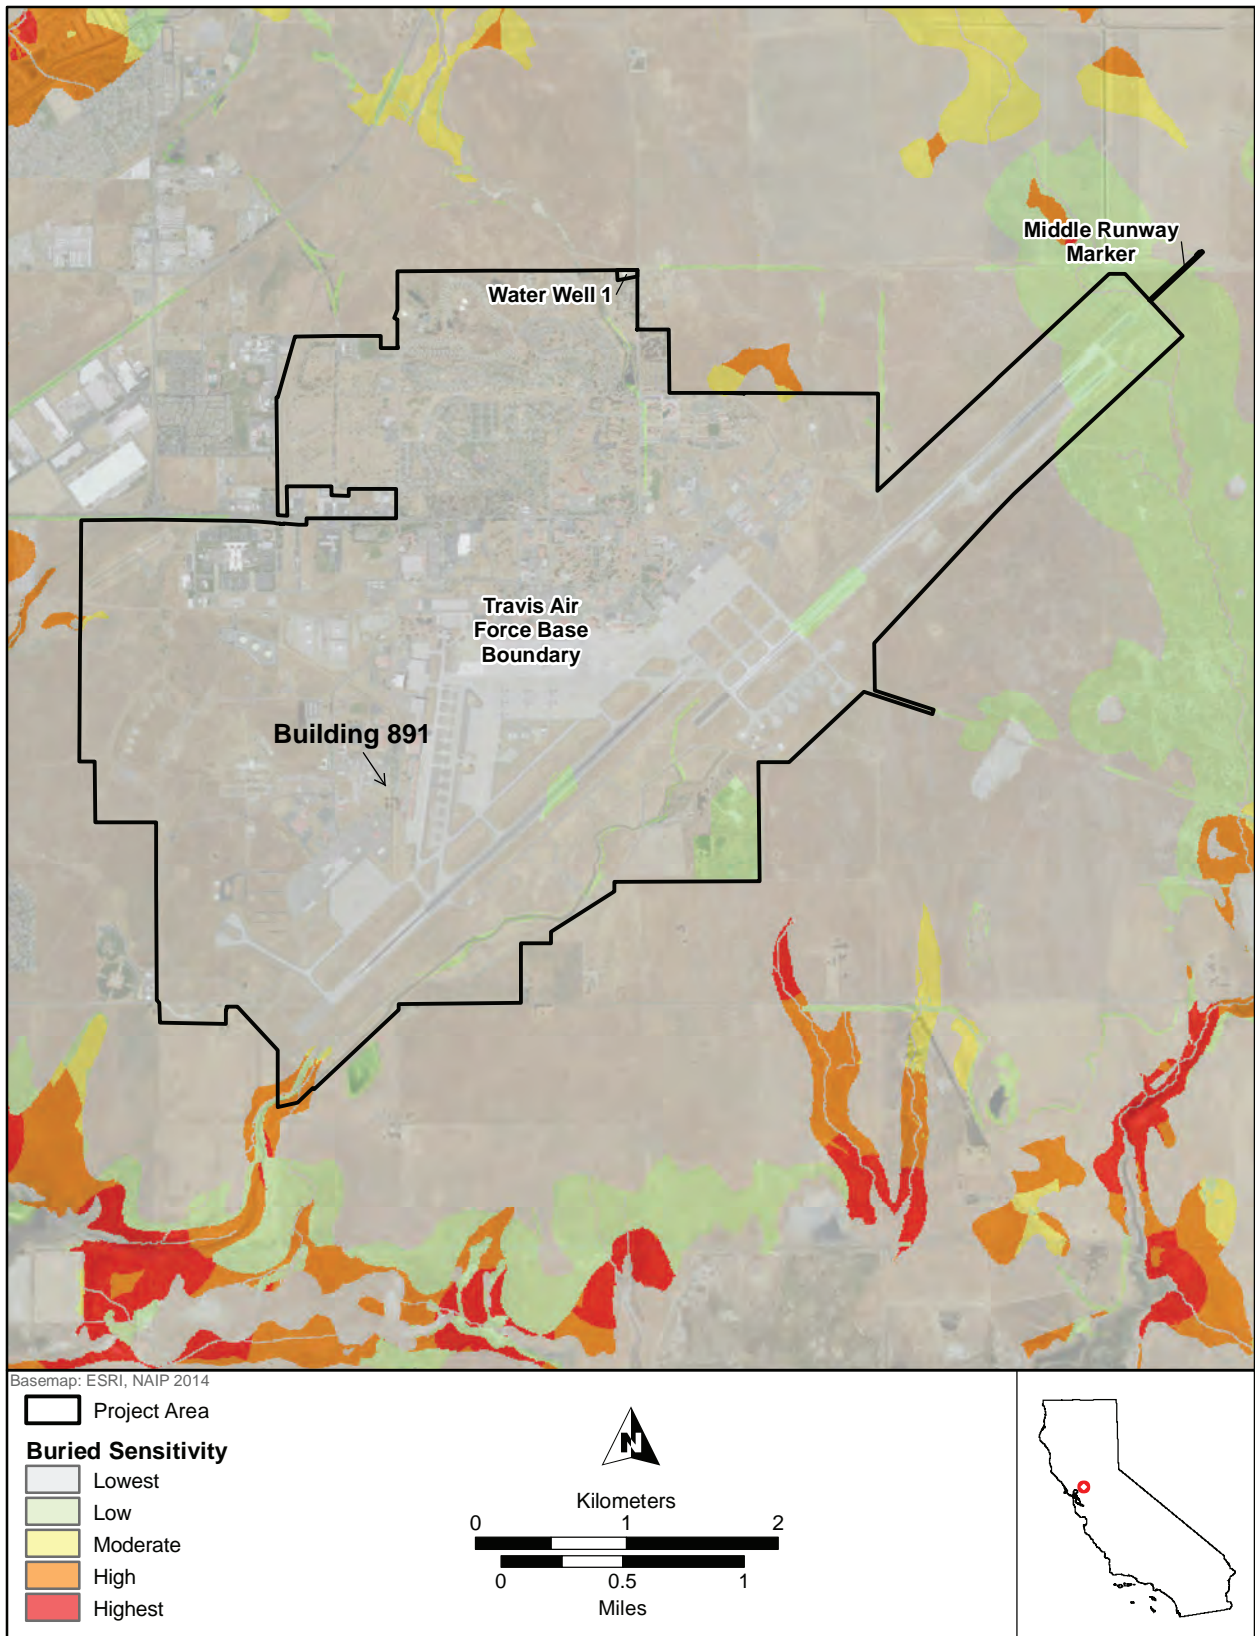 Middle Runway
Marker
Water Well 1
Travis Air
Force Base
Boundary
Building 891
Basemap: ESRI, NAIP 2014
Project Area
Buried Sensitivity
Lowest
Low
Moderate
High
Highest
N
Kilometers
0 1 2
0 0.5 1
Miles